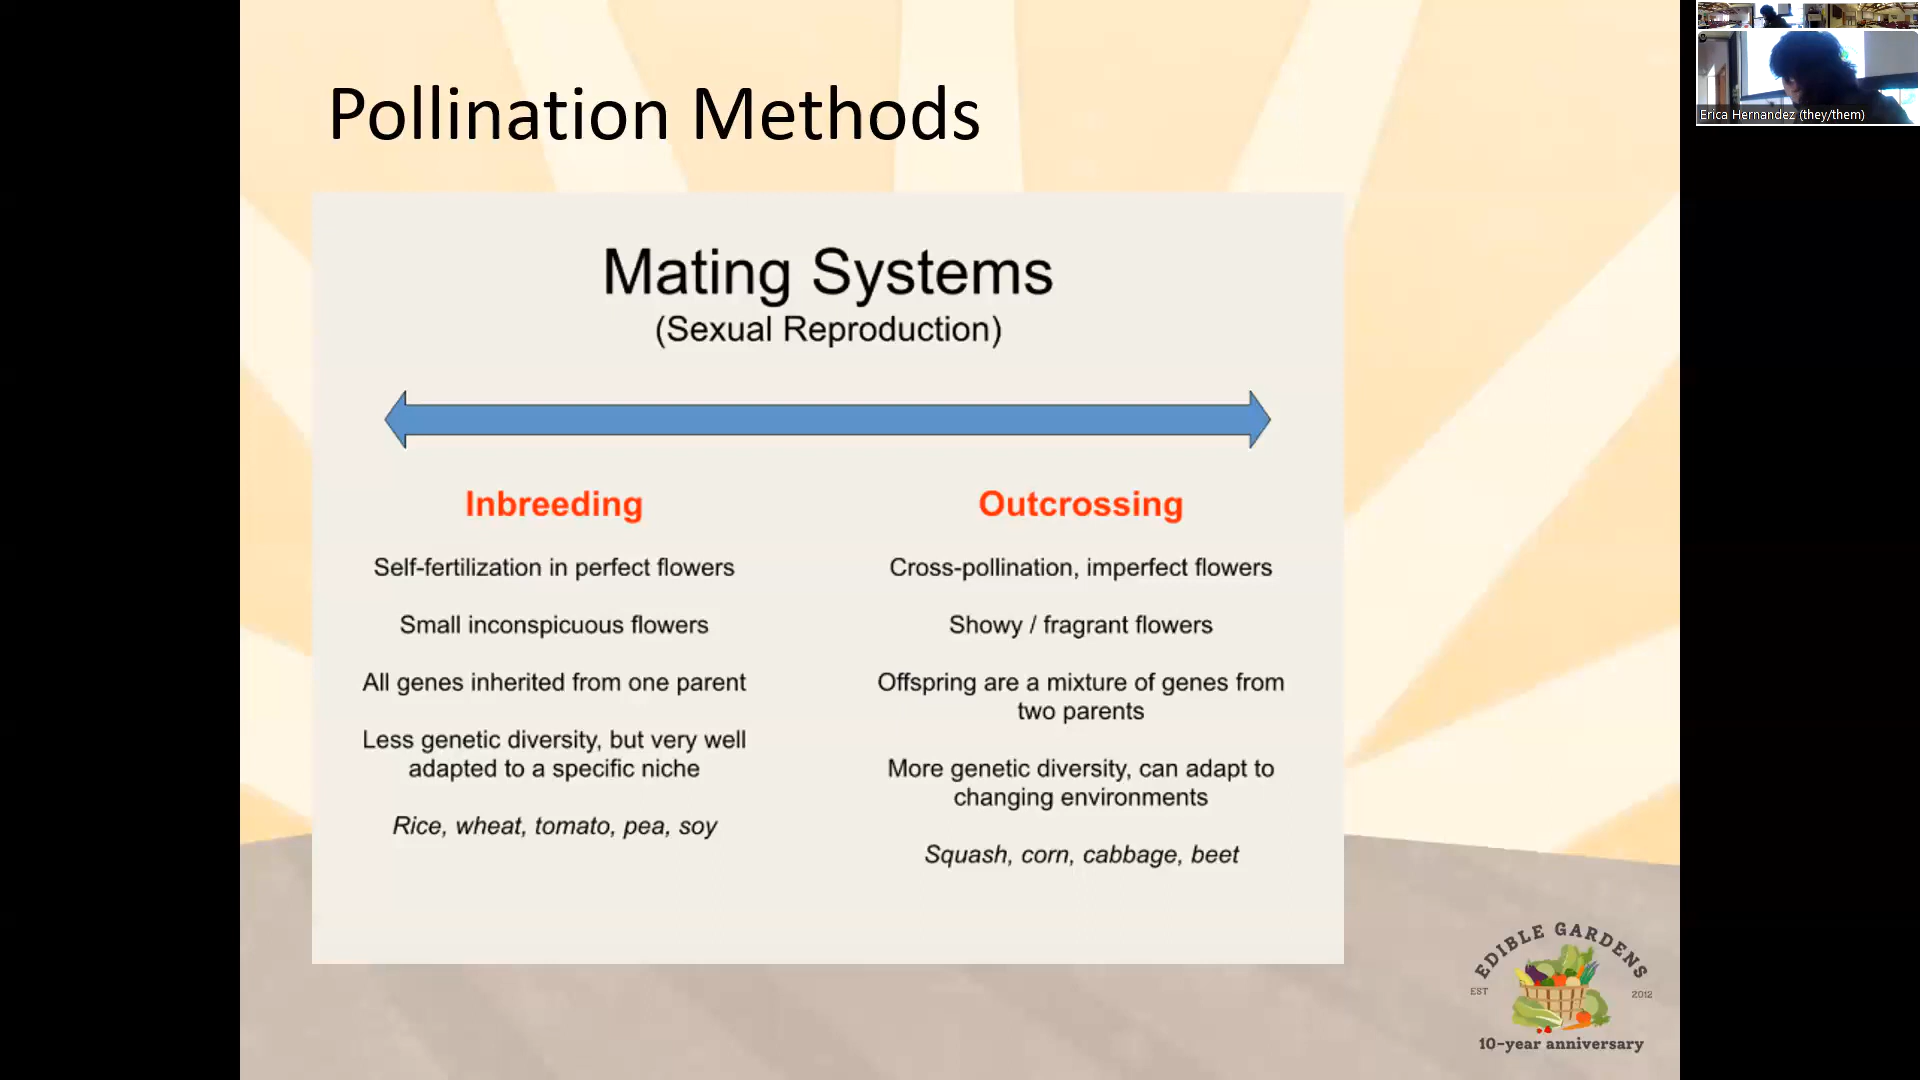 Pollination Methods
Mating Systems
(Sexual Reproduction)
Inbreeding
Self-fertilization in perfect flowers
Small inconspicuous flowers
All genes inherited from one parent
Less genetic diversity, but very well
adapted to a specific niche
Rice, wheat, tomato, pea, soy
Outcrossing
Cross-pollination, imperfect flowers
Showy / fragrant flowers
Offspring are a mixture of genes from
two parents
More genetic diversity, can adapt to
changing environments
Squash, corn, cabbage, beet
Erica Hernandez (they/them)
EDIBLE GARDENS
EST 2012
10-year anniversary